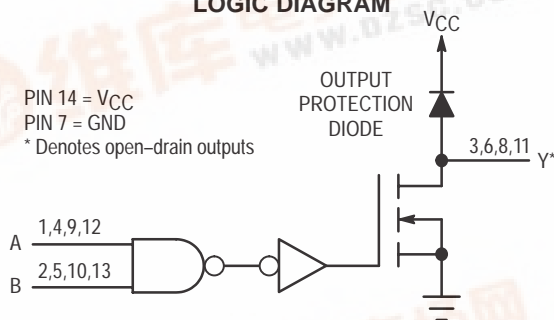 LOGIC DIAGRAM
VCC
OUTPUT
PROTECTION
DIODE
PIN 14 = VCC
PIN 7 = GND
* Denotes open–drain outputs
3,6,8,11
Y*
A
1,4,9,12
B
2,5,10,13